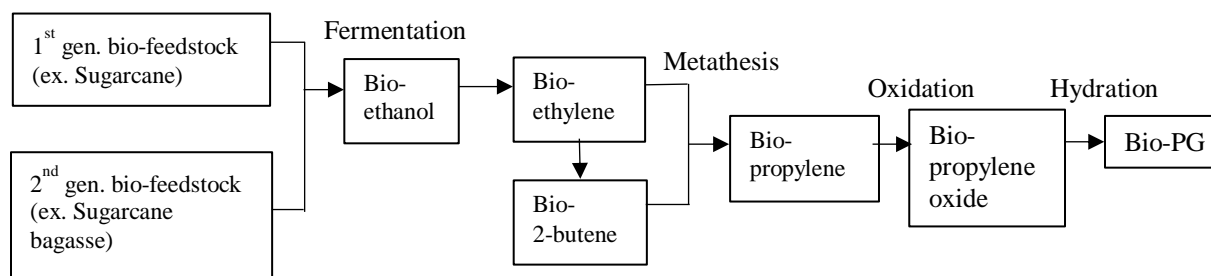 1st gen. bio-feedstock
(ex. Sugarcane)
2nd gen. bio-feedstock
(ex. Sugarcane
bagasse)
Fermentation
Bio-
ethanol
Bio-
ethylene
Bio-
2-butene
Metathesis
Bio-
propylene
Oxidation
Bio-
propylene
oxide
Hydration
Bio-PG